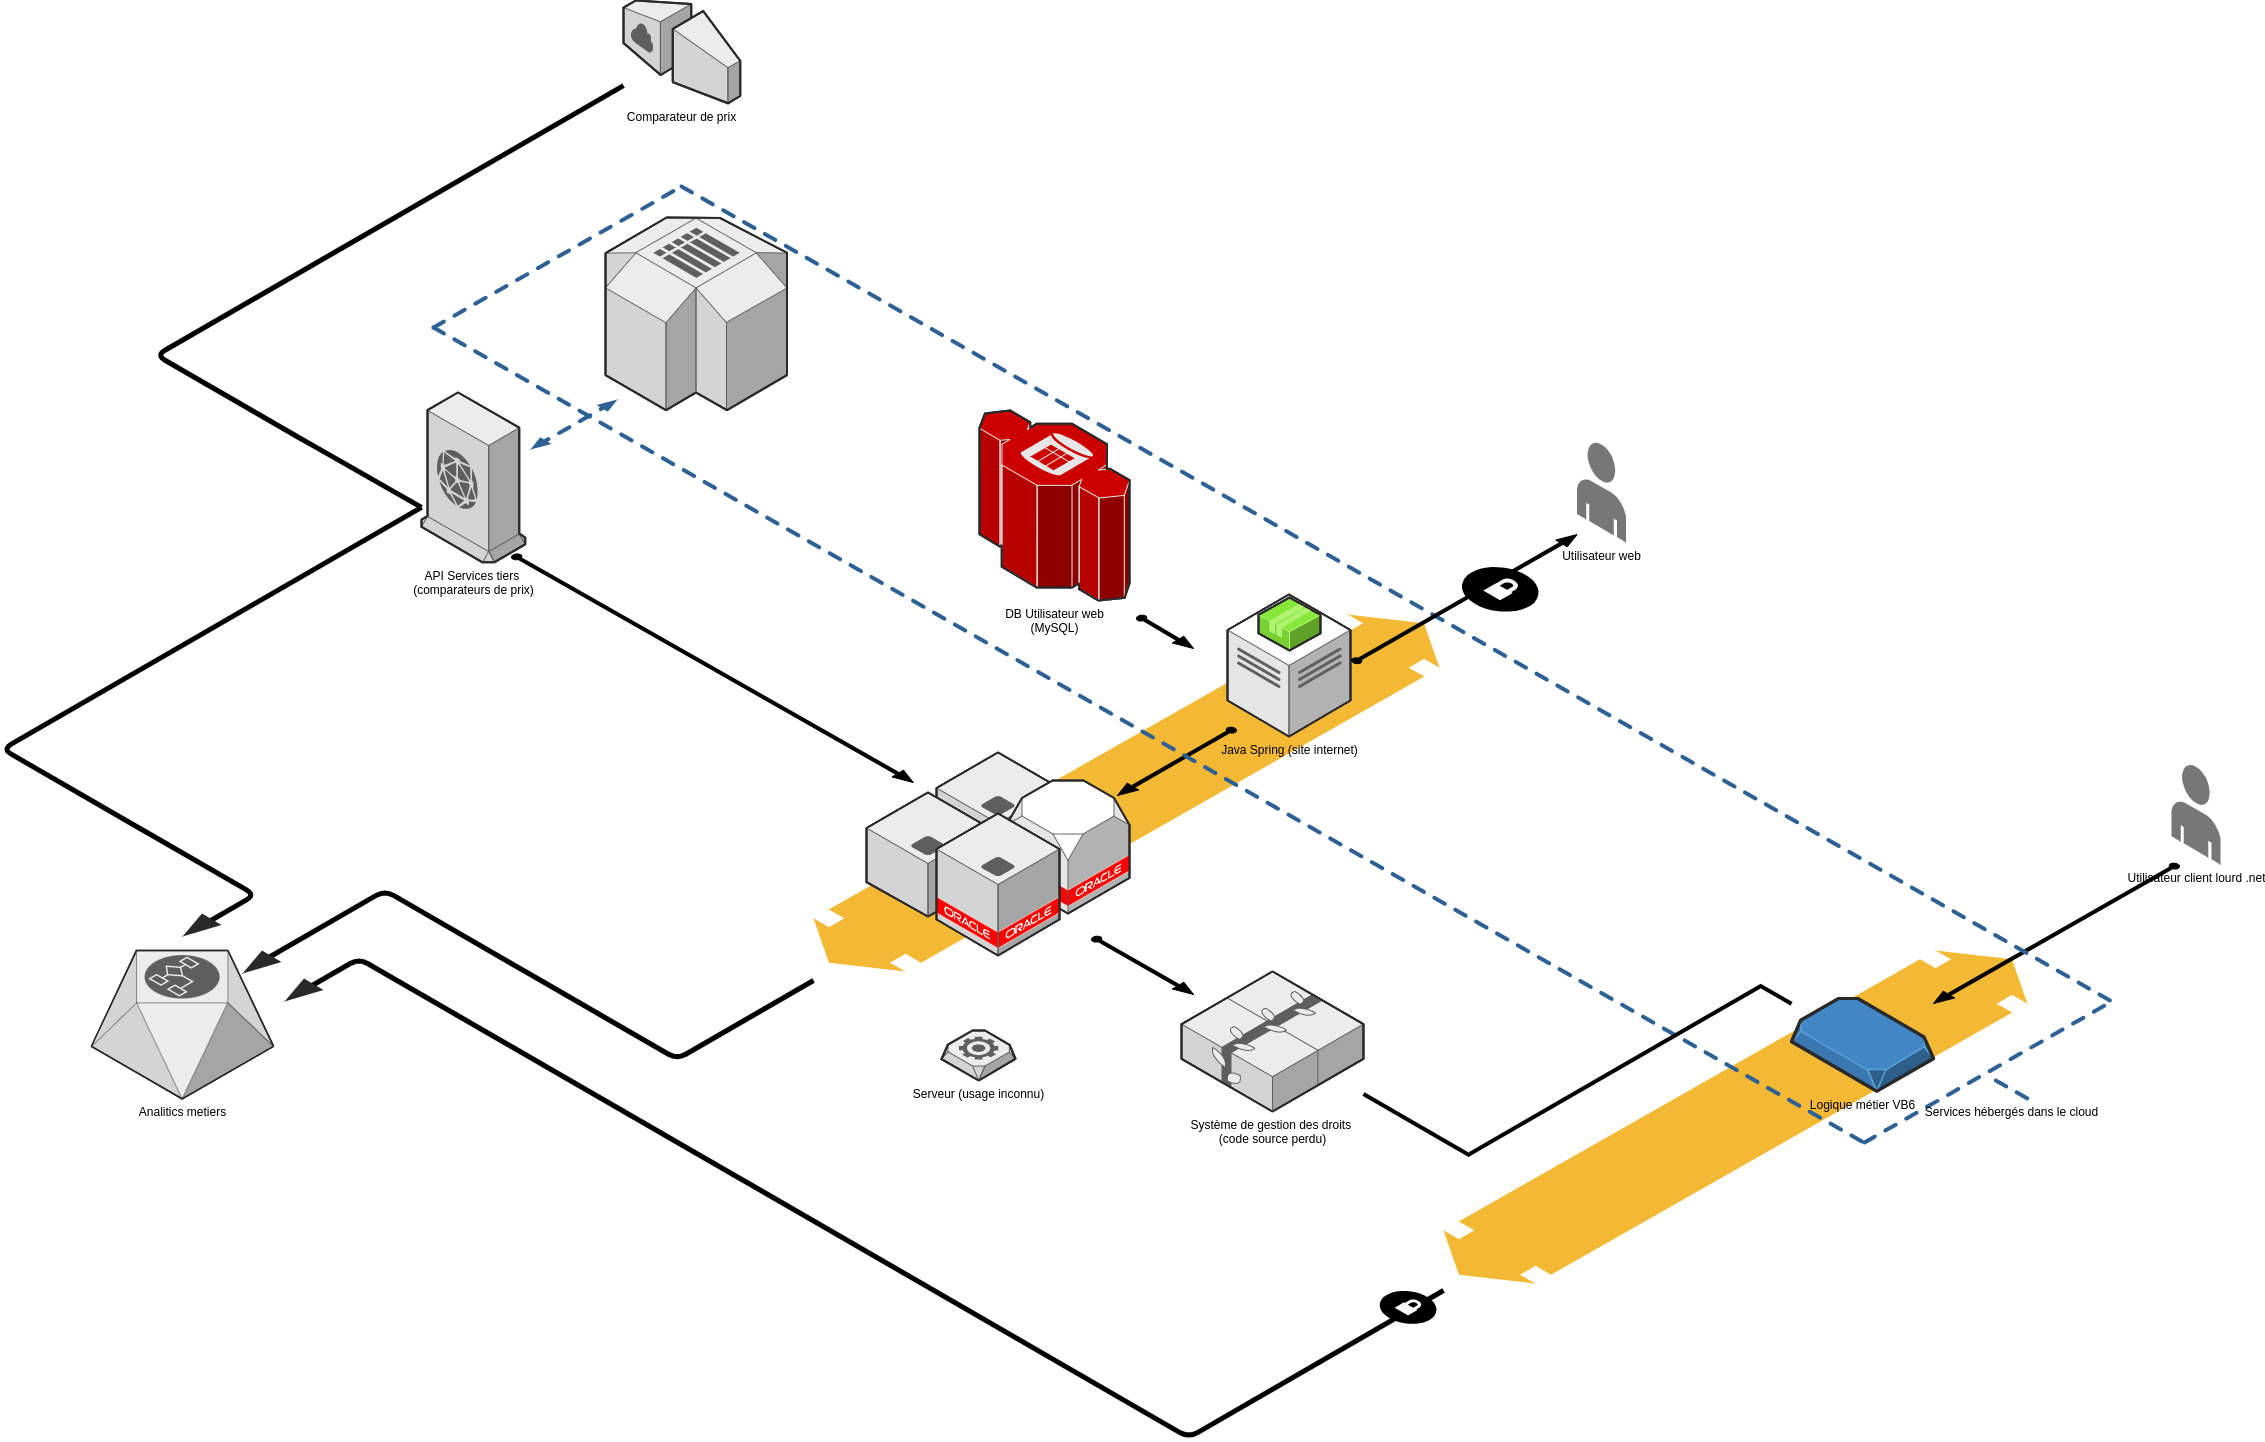 Comparateur de prix
API Services tiers
(comparateurs de prix)
Utilisateur web
DB Utilisateur web
(MySQL)
Java Spring (site internet)
Utilisateur client lourd .net
ORACLE
ORACLE
ORACLE
Serveur (usage inconnu)
Système de gestion des droits
(code source perdu)
Logique métier VB6
Services hébergés dans le cloud
Analitics metiers